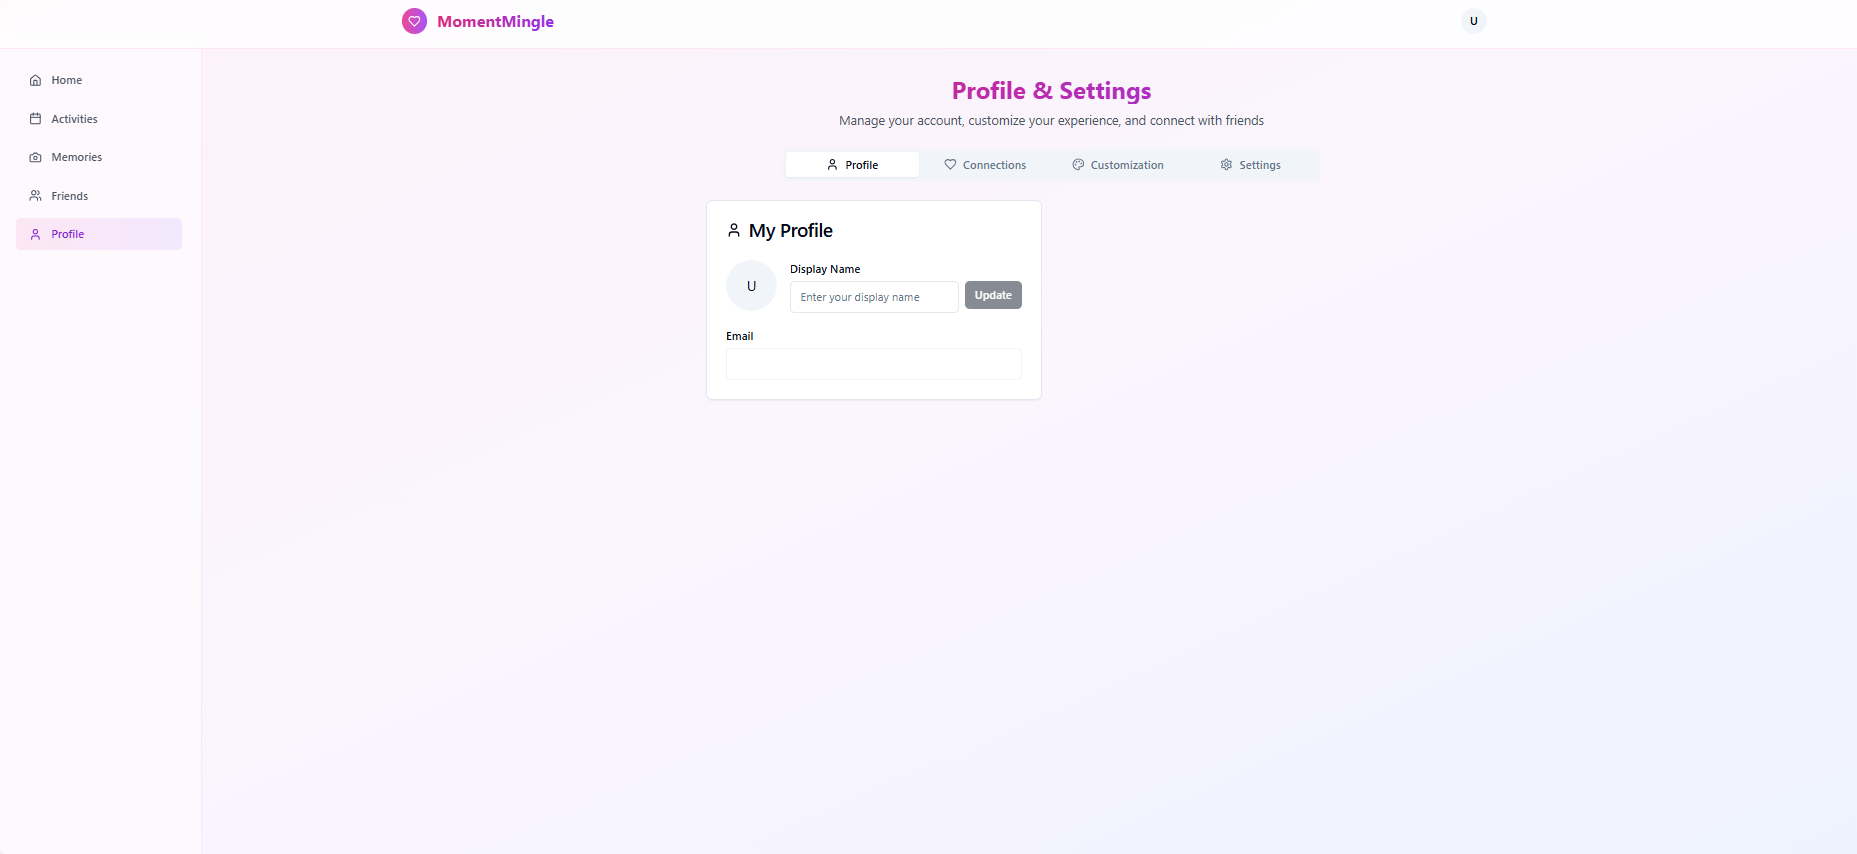 MomentMingle
U
Home
Activities
Memories
Friends
Profile
Profile & Settings
Manage your account, customize your experience, and connect with friends
Profile Connections Customization Settings
My Profile
U
Display Name
Enter your display name Update
Email